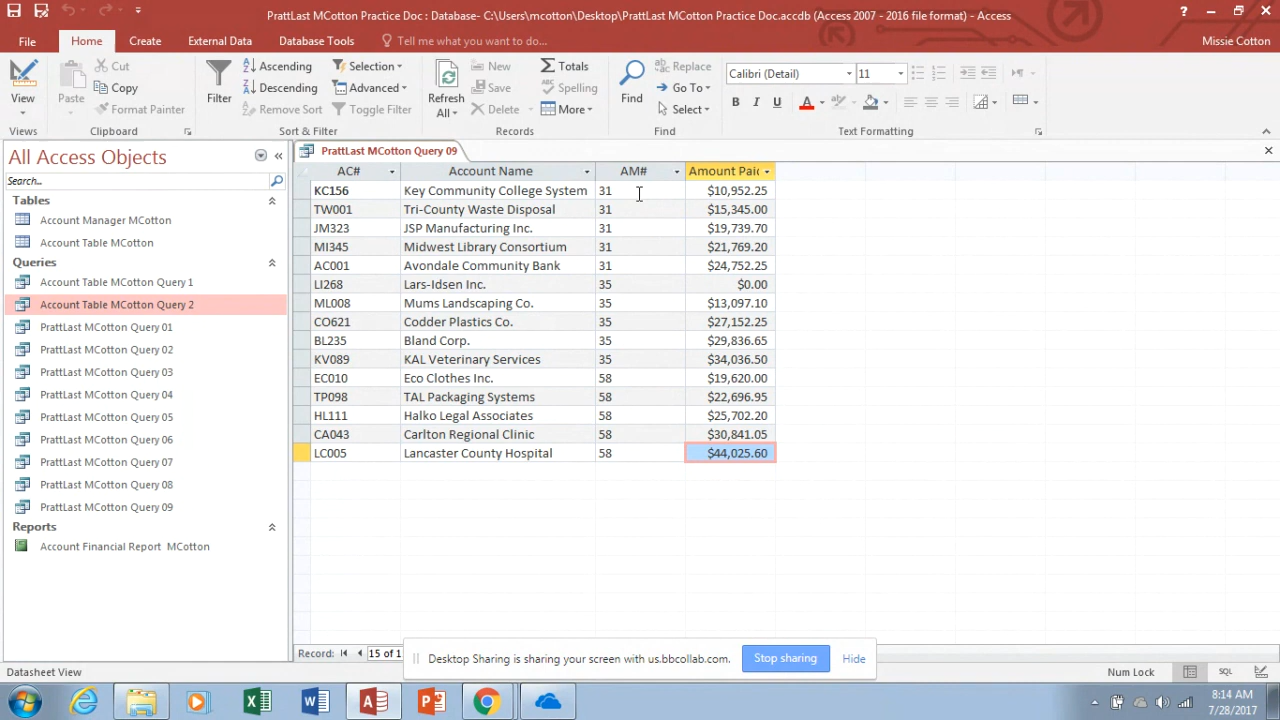 PrattLast MCotton Practice Doc : Database- C:\Users\mcotton\Desktop\PrattLast MCotton Practice Doc.accdb (Access 2007 - 2016 file format) - Access
File Home Create External Data Database Tools Tell me what you want to do... Missie Cotton
View Paste Cut Copy Format Painter
Filter Ascending Descending Remove Sort Selection Advanced Toggle Filter
Refresh All New Save Delete Totals Spelling More
Find Replace Go To Select
Calibri (Detail) 11
B I U A
Views Clipboard Sort & Filter Records Find Text Formatting
All Access Objects
Search...
Tables
Account Manager MCotton
Account Table MCotton
Queries
Account Table MCotton Query 1
Account Table MCotton Query 2
PrattLast MCotton Query 01
PrattLast MCotton Query 02
PrattLast MCotton Query 03
PrattLast MCotton Query 04
PrattLast MCotton Query 05
PrattLast MCotton Query 06
PrattLast MCotton Query 07
PrattLast MCotton Query 08
PrattLast MCotton Query 09
Reports
Account Financial Report MCotton
PrattLast MCotton Query 09
AC# Account Name AM# Amount Paid
KC156 Key Community College System 31 $10,952.25
TW001 Tri-County Waste Disposal 31 $15,345.00
JM323 JSP Manufacturing Inc. 31 $19,739.70
MI345 Midwest Library Consortium 31 $21,769.20
AC001 Avondale Community Bank 31 $24,752.25
LI268 Lars-Idsen Inc. 35 $0.00
ML008 Mums Landscaping Co. 35 $13,097.10
CO621 Codder Plastics Co. 35 $27,152.25
BL235 Bland Corp. 35 $29,836.65
KV089 KAL Veterinary Services 35 $34,036.50
EC010 Eco Clothes Inc. 58 $19,620.00
TP098 TAL Packaging Systems 58 $22,696.95
HL111 Halko Legal Associates 58 $25,702.20
CA043 Carlton Regional Clinic 58 $30,841.05
LC005 Lancaster County Hospital 58 $44,025.60
Record: 15 of 1
Desktop Sharing is sharing your screen with us.bbcollab.com. Stop sharing Hide
Datasheet View Num Lock SQL
8:14 AM
7/28/2017